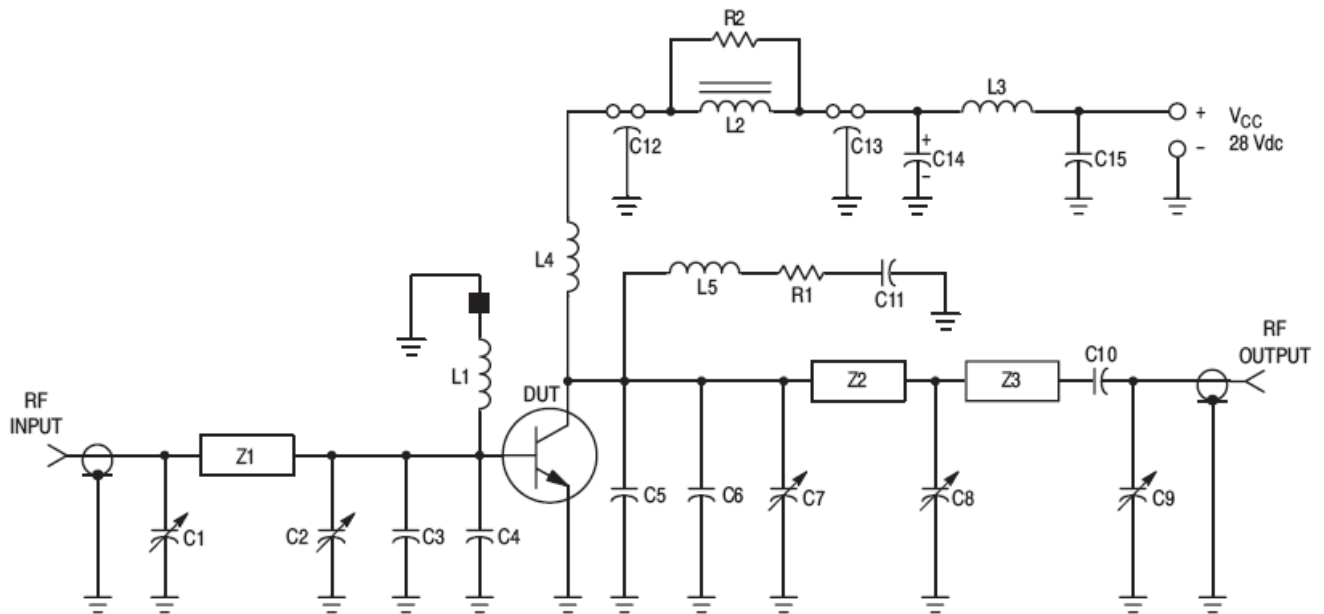 R2
L3
+
VCC
28 Vdc
–
L2
C12
C13
+
C14
–
C15
L4
L5
R1
C11
L1
RF
OUTPUT
C10
Z2
Z3
DUT
RF
INPUT
Z1
C1
C2
C3
C4
C5
C6
C7
C8
C9